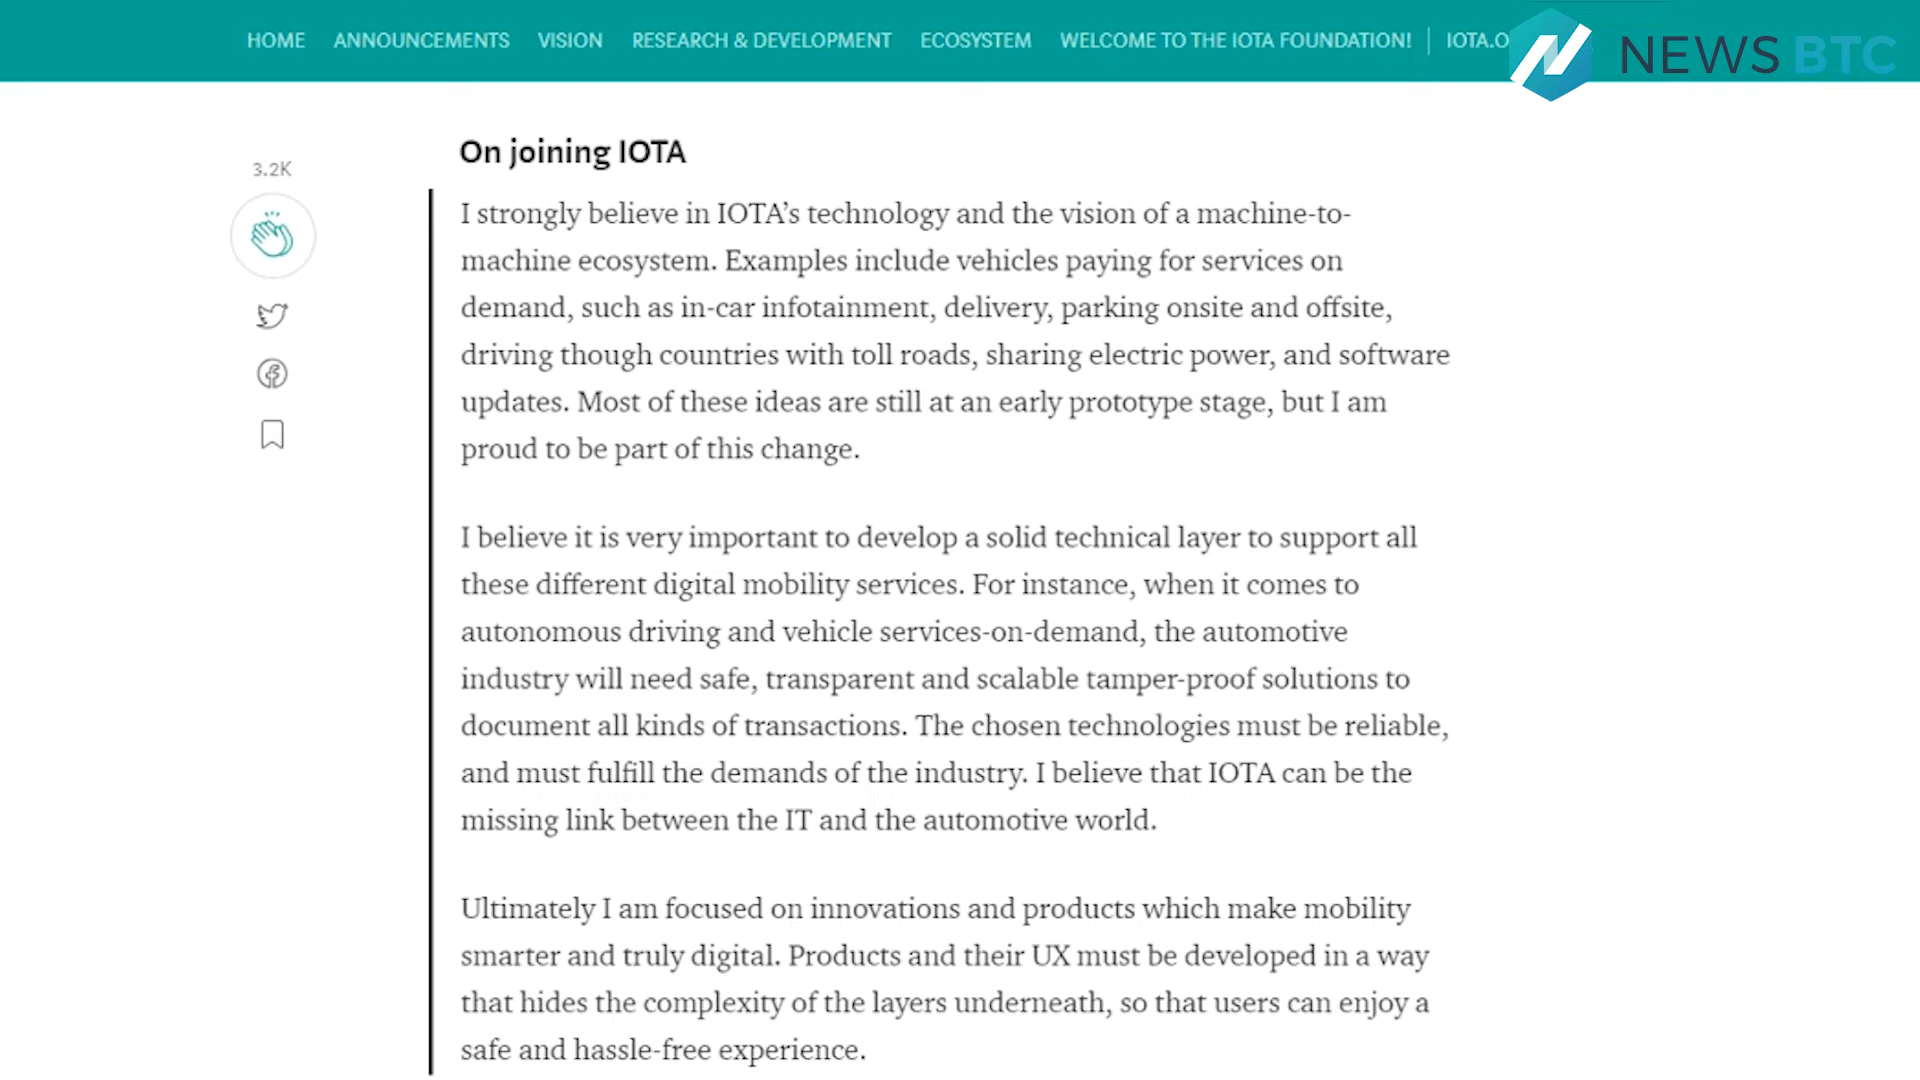 HOME ANNOUNCEMENTS VISION RESEARCH & DEVELOPMENT ECOSYSTEM WELCOME TO THE IOTA FOUNDATION! IOTA.O
NEWS BTC
3.2K
On joining IOTA
I strongly believe in IOTA’s technology and the vision of a machine-to-
machine ecosystem. Examples include vehicles paying for services on
demand, such as in-car infotainment, delivery, parking onsite and offsite,
driving though countries with toll roads, sharing electric power, and software
updates. Most of these ideas are still at an early prototype stage, but I am
proud to be part of this change.
I believe it is very important to develop a solid technical layer to support all
these different digital mobility services. For instance, when it comes to
autonomous driving and vehicle services-on-demand, the automotive
industry will need safe, transparent and scalable tamper-proof solutions to
document all kinds of transactions. The chosen technologies must be reliable,
and must fulfill the demands of the industry. I believe that IOTA can be the
missing link between the IT and the automotive world.
Ultimately I am focused on innovations and products which make mobility
smarter and truly digital. Products and their UX must be developed in a way
that hides the complexity of the layers underneath, so that users can enjoy a
safe and hassle-free experience.